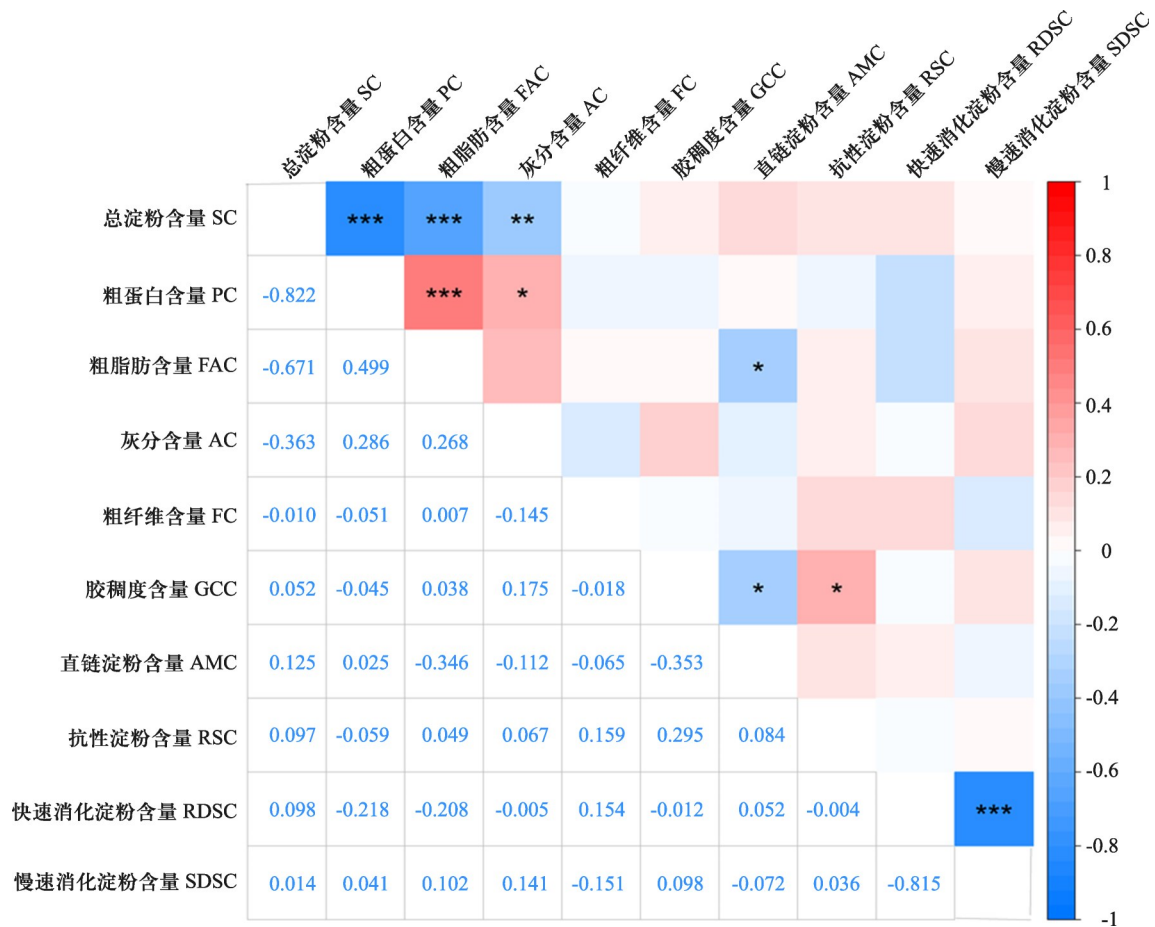 总淀粉含量 SC
粗蛋白含量 PC
粗脂肪含量 FAC
灰分含量 AC
粗纤维含量 FC
胶稠度含量 GCC
直链淀粉含量 AMC
抗性淀粉含量 RSC
快速消化淀粉含量 RDSC
慢速消化淀粉含量 SDSC
总淀粉含量 SC *** *** **
粗蛋白含量 PC -0.822 *** *
粗脂肪含量 FAC -0.671 0.499 *
灰分含量 AC -0.363 0.286 0.268
粗纤维含量 FC -0.010 -0.051 0.007 -0.145
胶稠度含量 GCC 0.052 -0.045 0.038 0.175 -0.018 * *
直链淀粉含量 AMC 0.125 0.025 -0.346 -0.112 -0.065 -0.353
抗性淀粉含量 RSC 0.097 -0.059 0.049 0.067 0.159 0.295 0.084
快速消化淀粉含量 RDSC 0.098 -0.218 -0.208 -0.005 0.154 -0.012 0.052 -0.004 ***
慢速消化淀粉含量 SDSC 0.014 0.041 0.102 0.141 -0.151 0.098 -0.072 0.036 -0.815
1
0.8
0.6
0.4
0.2
0
-0.2
-0.4
-0.6
-0.8
-1